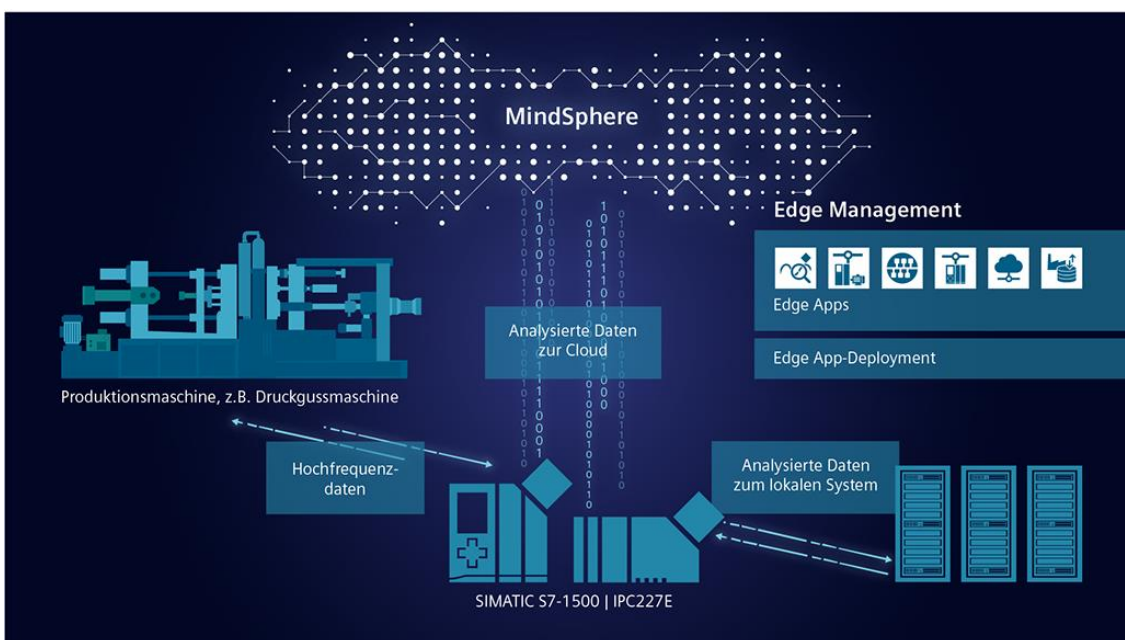 MindSphere
Edge Management
Edge Apps
Edge App-Deployment
Analysierte Daten
zur Cloud
Produktionsmaschine, z.B. Druckgussmaschine
Hochfrequenz-
daten
Analysierte Daten
zum lokalen System
SIMATIC S7-1500 | IPC227E